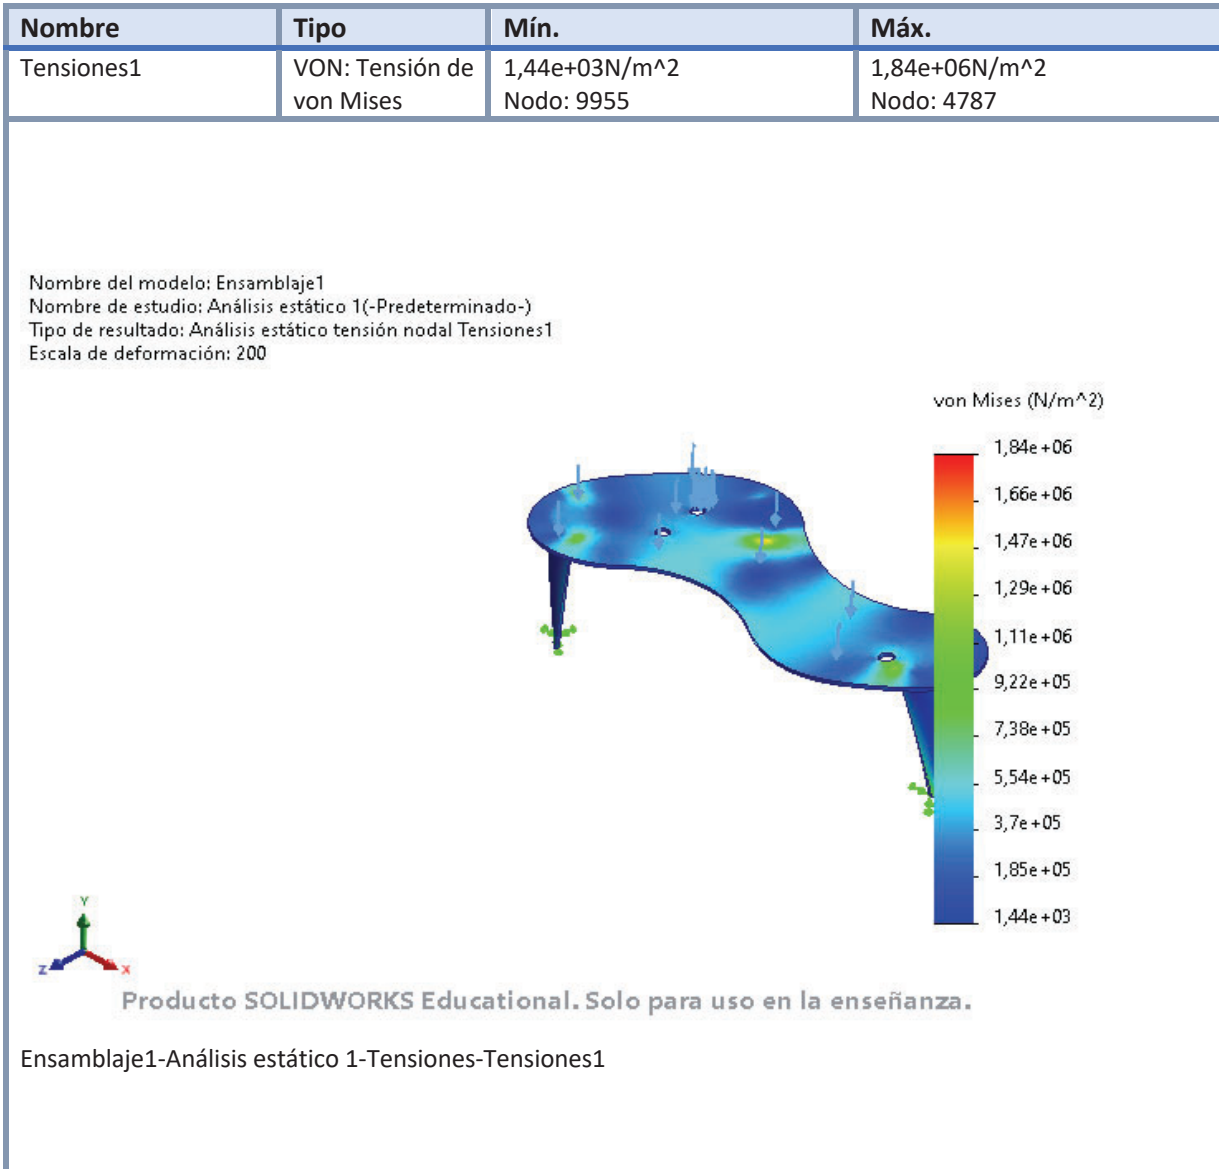 Nombre Tipo Mín. Máx.
Tensiones1 VON: Tensión de 1,44e+03N/m^2 1,84e+06N/m^2
von Mises Nodo: 9955 Nodo: 4787
Nombre del modelo: Ensamblaje1
Nombre de estudio: Análisis estático 1(-Predeterminado-)
Tipo de resultado: Análisis estático tensión nodal Tensiones1
Escala de deformación: 200
von Mises (N/m^2)
1,84e+06
1,66e+06
1,47e+06
1,29e+06
1,11e+06
9,22e+05
7,38e+05
5,54e+05
3,7e+05
1,85e+05
1,44e+03
Y
Z X
Producto SOLIDWORKS Educational. Solo para uso en la enseñanza.
Ensamblaje1-Análisis estático 1-Tensiones-Tensiones1